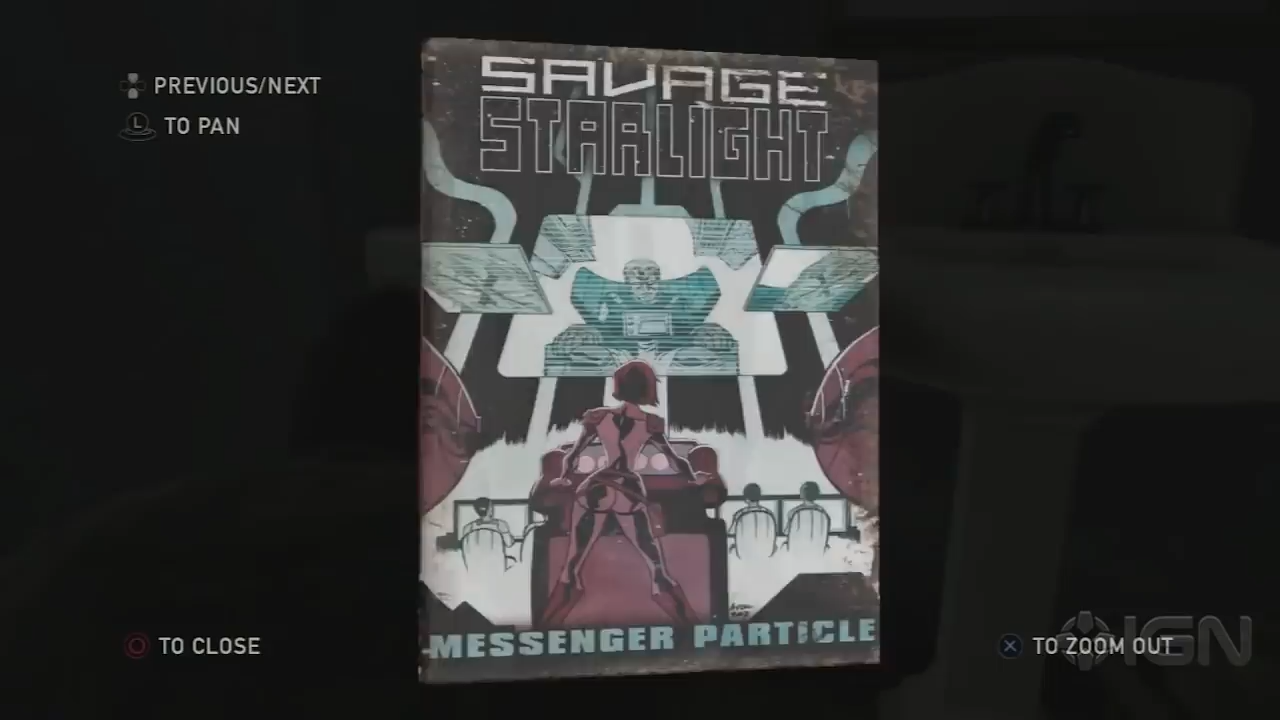 SAVAGE
STARLIGHT
PREVIOUS/NEXT
L TO PAN
MESSENGER PARTICLE
TO CLOSE
TO ZOOM OUT
IGN